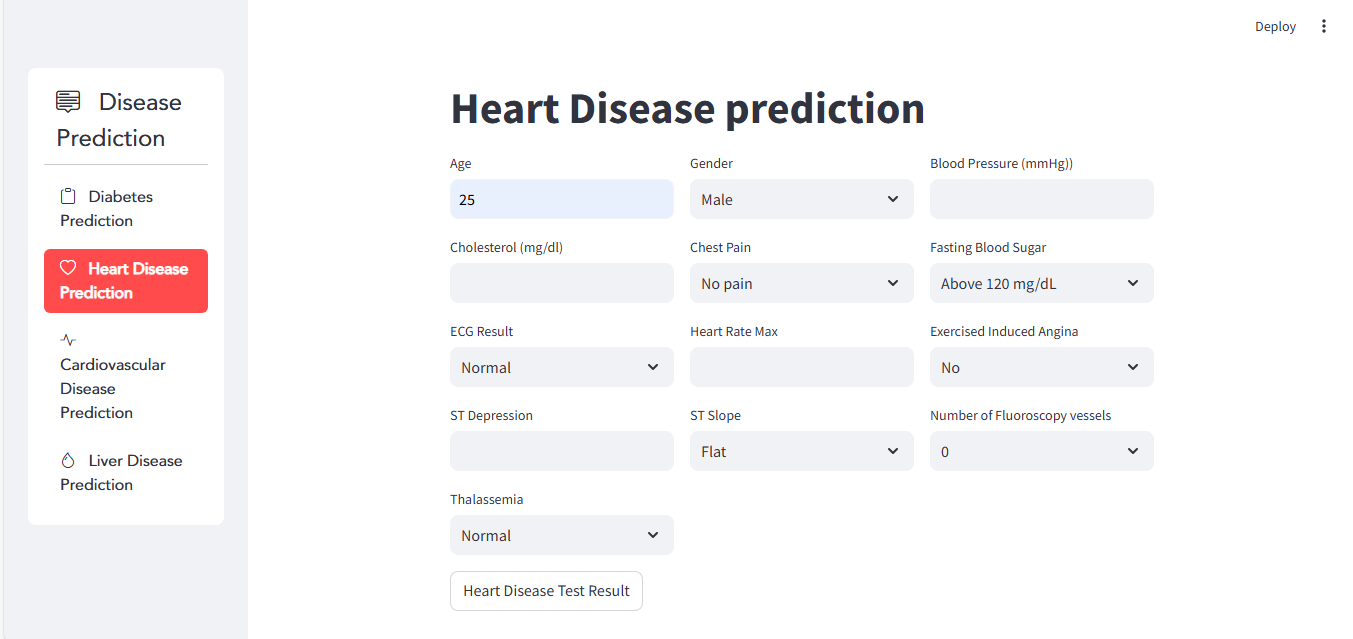 Deploy
Disease
Prediction
Diabetes
Prediction
Heart Disease
Prediction
Cardiovascular
Disease
Prediction
Liver Disease
Prediction
Heart Disease prediction
Age Gender Blood Pressure (mmHg))
25 Male
Cholesterol (mg/dl) Chest Pain Fasting Blood Sugar
No pain Above 120 mg/dL
ECG Result Heart Rate Max Exercised Induced Angina
Normal No
ST Depression ST Slope Number of Fluoroscopy vessels
Flat 0
Thalassemia
Normal
Heart Disease Test Result